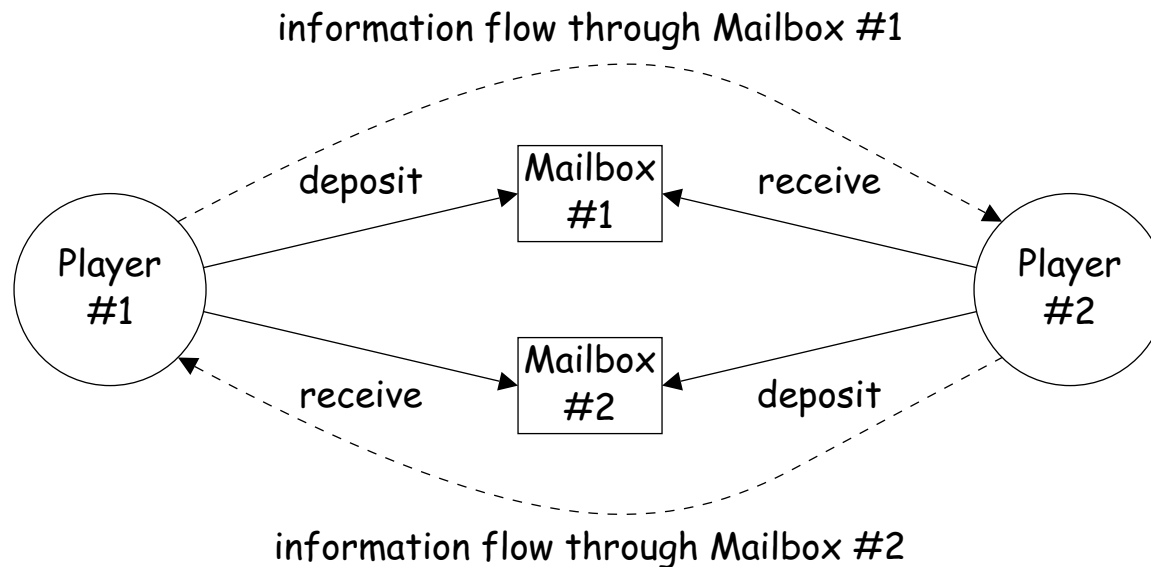 information flow through Mailbox #1
deposit
Mailbox
#1
receive
Player
#1
Player
#2
receive
Mailbox
#2
deposit
information flow through Mailbox #2